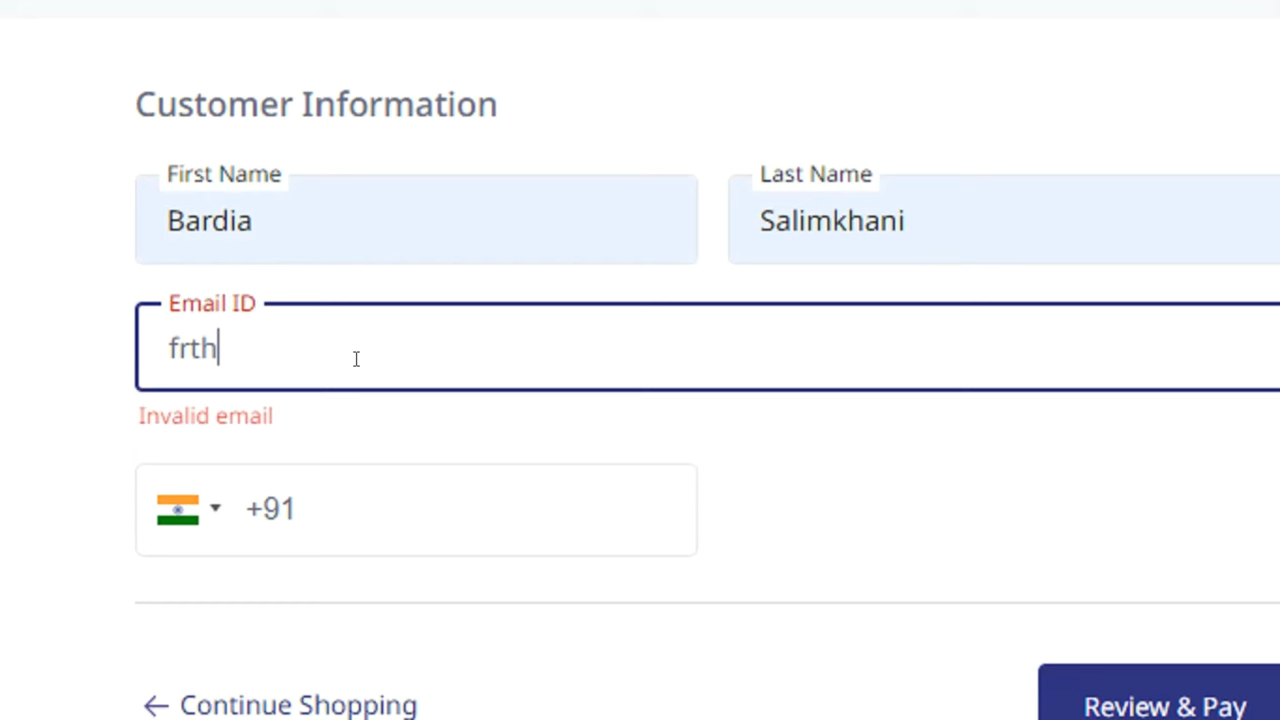 Customer Information
First Name
Bardia
Last Name
Salimkhani
Email ID
frth
Invalid email
+91
← Continue Shopping
Review & Pay